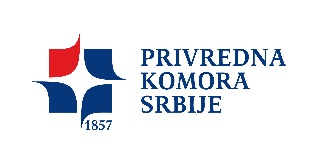 PRIVREDNA
KOMORA
SRBIJE
1857